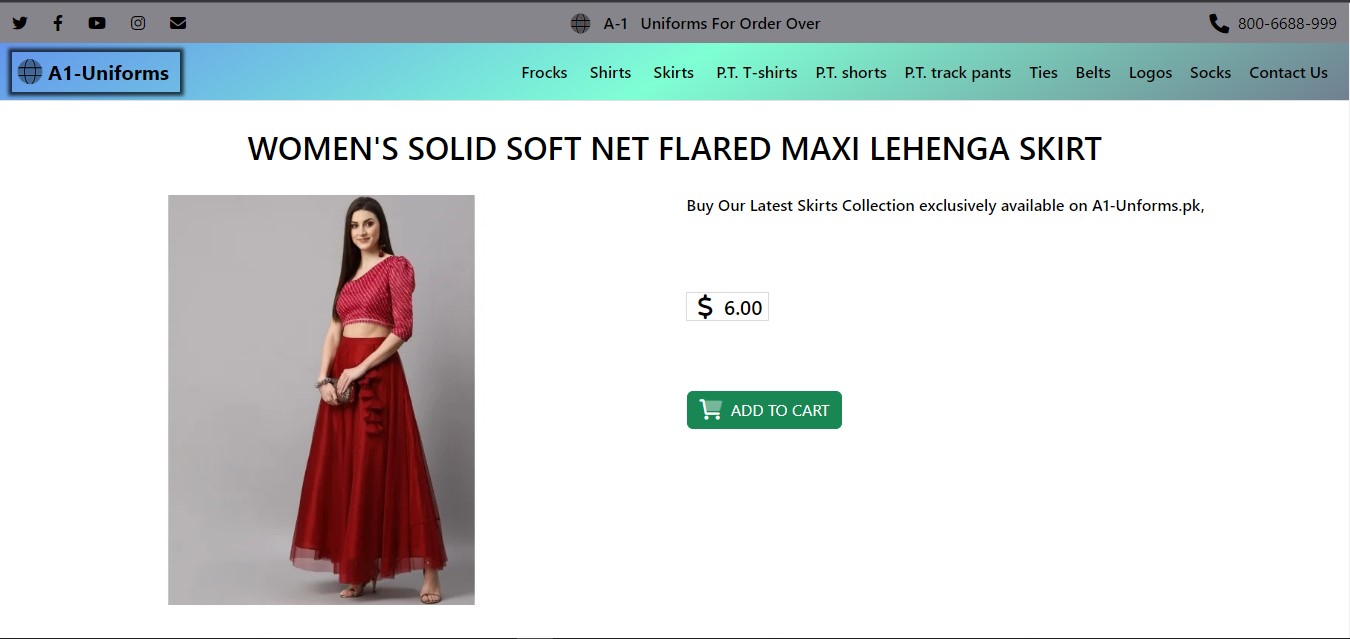 A-1 Uniforms For Order Over
800-6688-999
A1-Uniforms
Frocks Shirts Skirts P.T. T-shirts P.T. shorts P.T. track pants Ties Belts Logos Socks Contact Us
WOMEN'S SOLID SOFT NET FLARED MAXI LEHENGA SKIRT
Buy Our Latest Skirts Collection exclusively available on A1-Unforms.pk,
$ 6.00
ADD TO CART